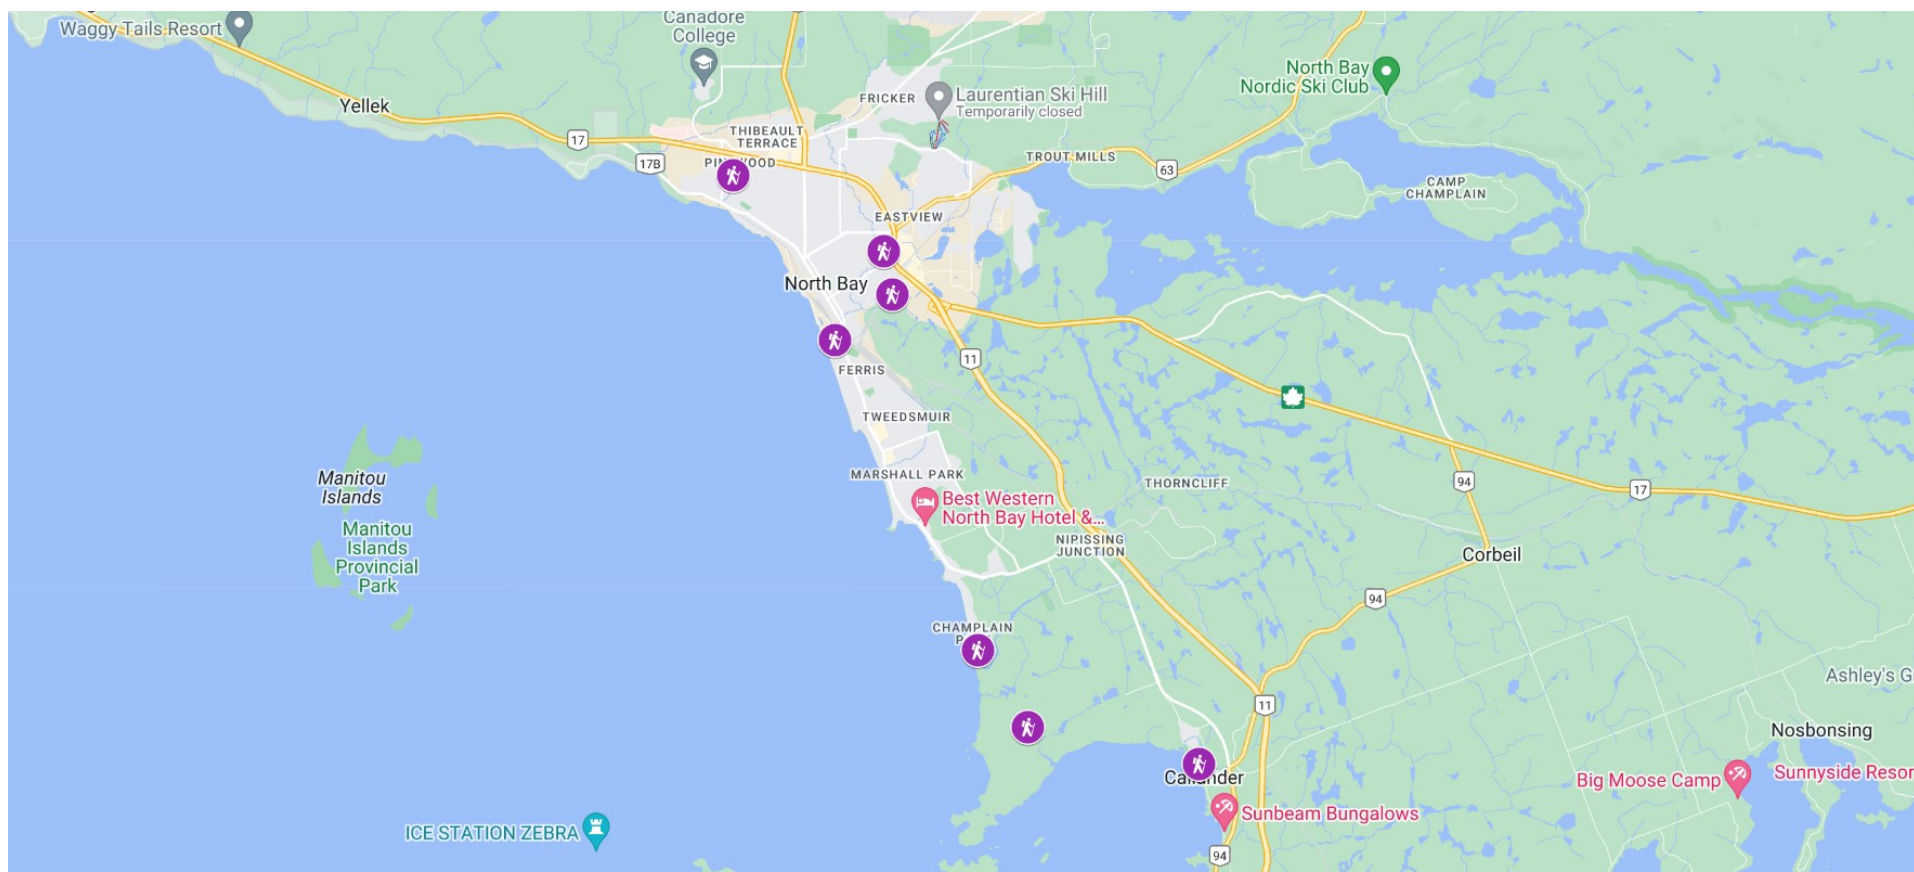 Canadore
College
Waggy Tails Resort
North Bay
Nordic Ski Club
Laurentian Ski Hill
Temporarily closed
FRICKER
Yellek
THIBEAULT
TERRACE
17
17B
TROUT MILLS
63
CAMP
CHAMPLAIN
EASTVIEW
North Bay
11
FERRIS
TWEEDSMUIR
Manitou
Islands
MARSHALL PARK
THORNCLIFF
94
17
Best Western
North Bay Hotel &...
Manitou
Islands
Provincial
Park
NIPISSING
JUNCTION
Corbeil
94
CHAMPLAIN
Ashley's G
11
Nosbonsing
Big Moose Camp
Sunnyside Resor
Sunbeam Bungalows
ICE STATION ZEBRA
94